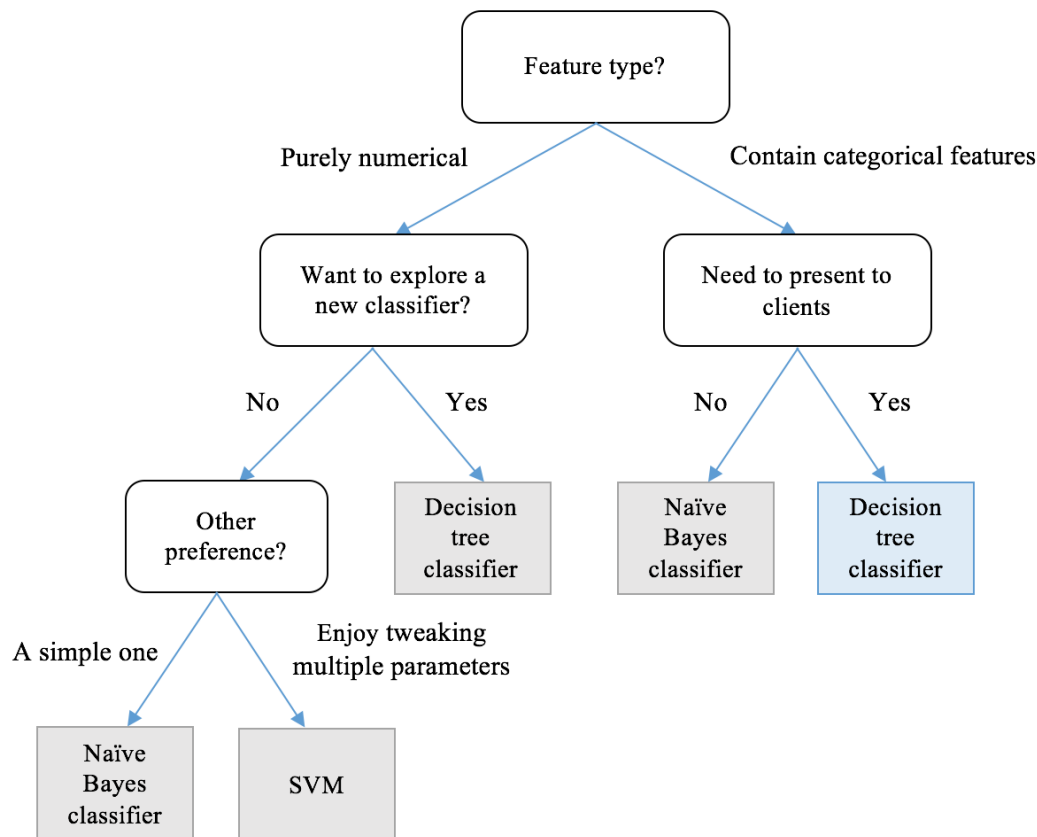 Feature type?
Purely numerical
Contain categorical features
Want to explore a
new classifier?
Need to present to
clients
No
Yes
No
Yes
Other
preference?
Decision
tree
classifier
Naïve
Bayes
classifier
Decision
tree
classifier
A simple one
Enjoy tweaking
multiple parameters
Naïve
Bayes
classifier
SVM